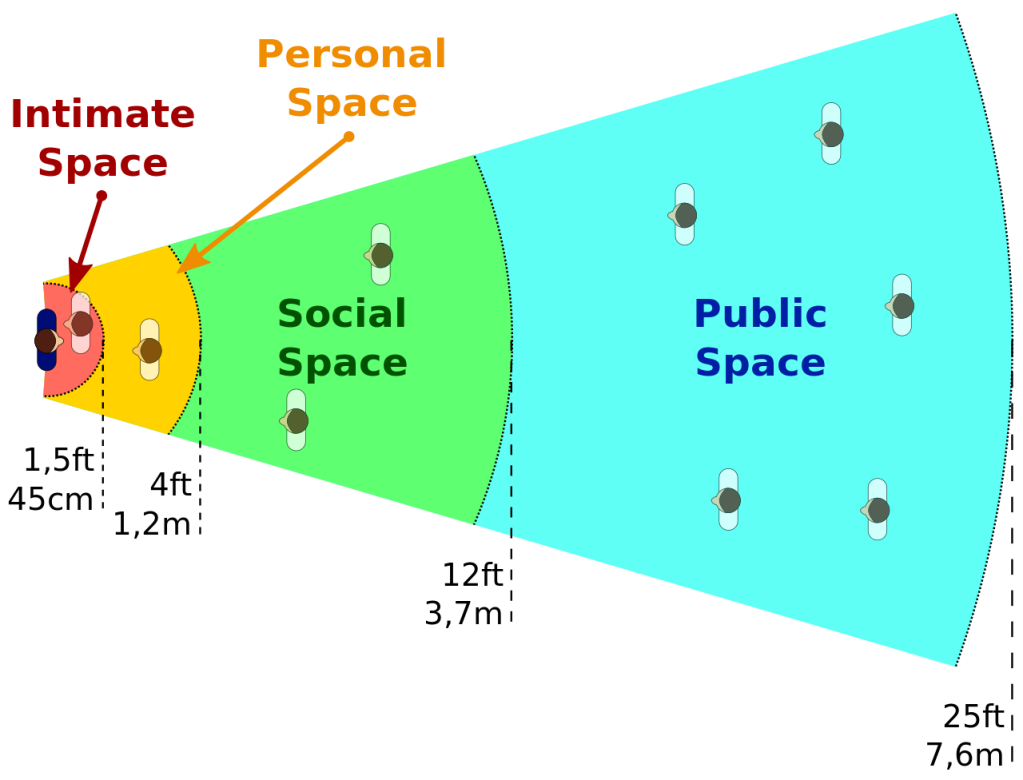 Personal
Space
Intimate
Space
Social
Space
Public
Space
1,5ft
45cm
4ft
1,2m
12ft
3,7m
25ft
7,6m